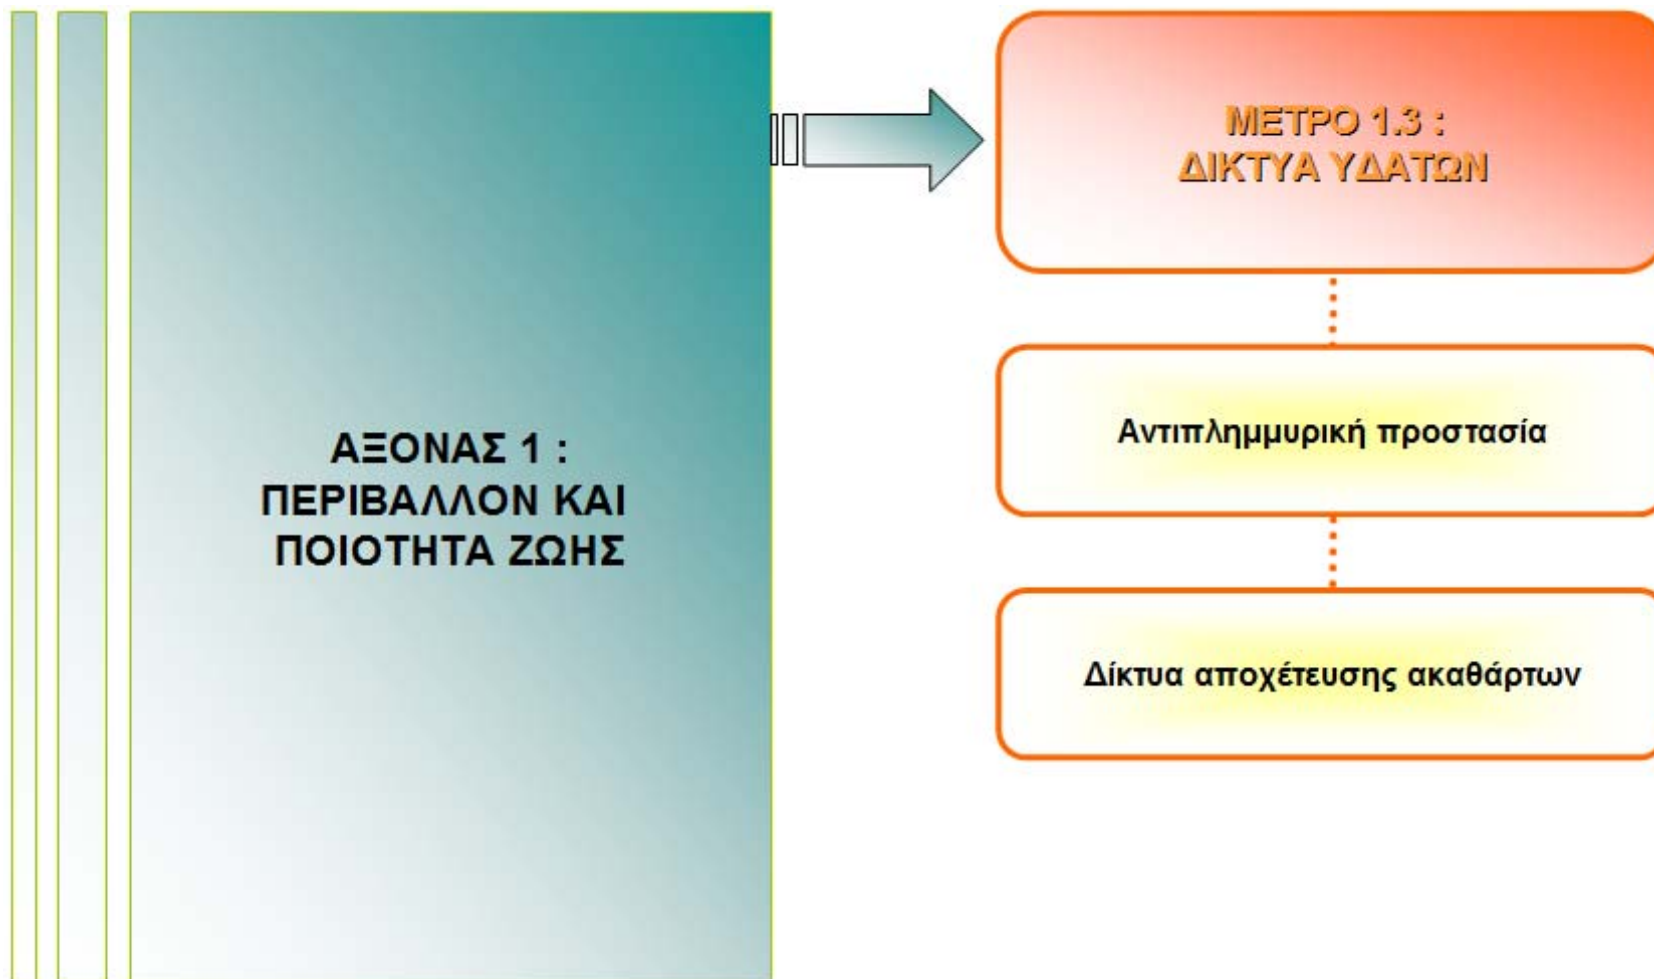 ΑΞΟΝΑΣ 1 :
ΠΕΡΙΒΑΛΛΟΝ ΚΑΙ
ΠΟΙΟΤΗΤΑ ΖΩΗΣ
ΜΕΤΡΟ 1.3 :
ΔΙΚΤΥΑ ΥΔΑΤΩΝ
Αντιπλημμυρική προστασία
Δίκτυα αποχέτευσης ακαθάρτων